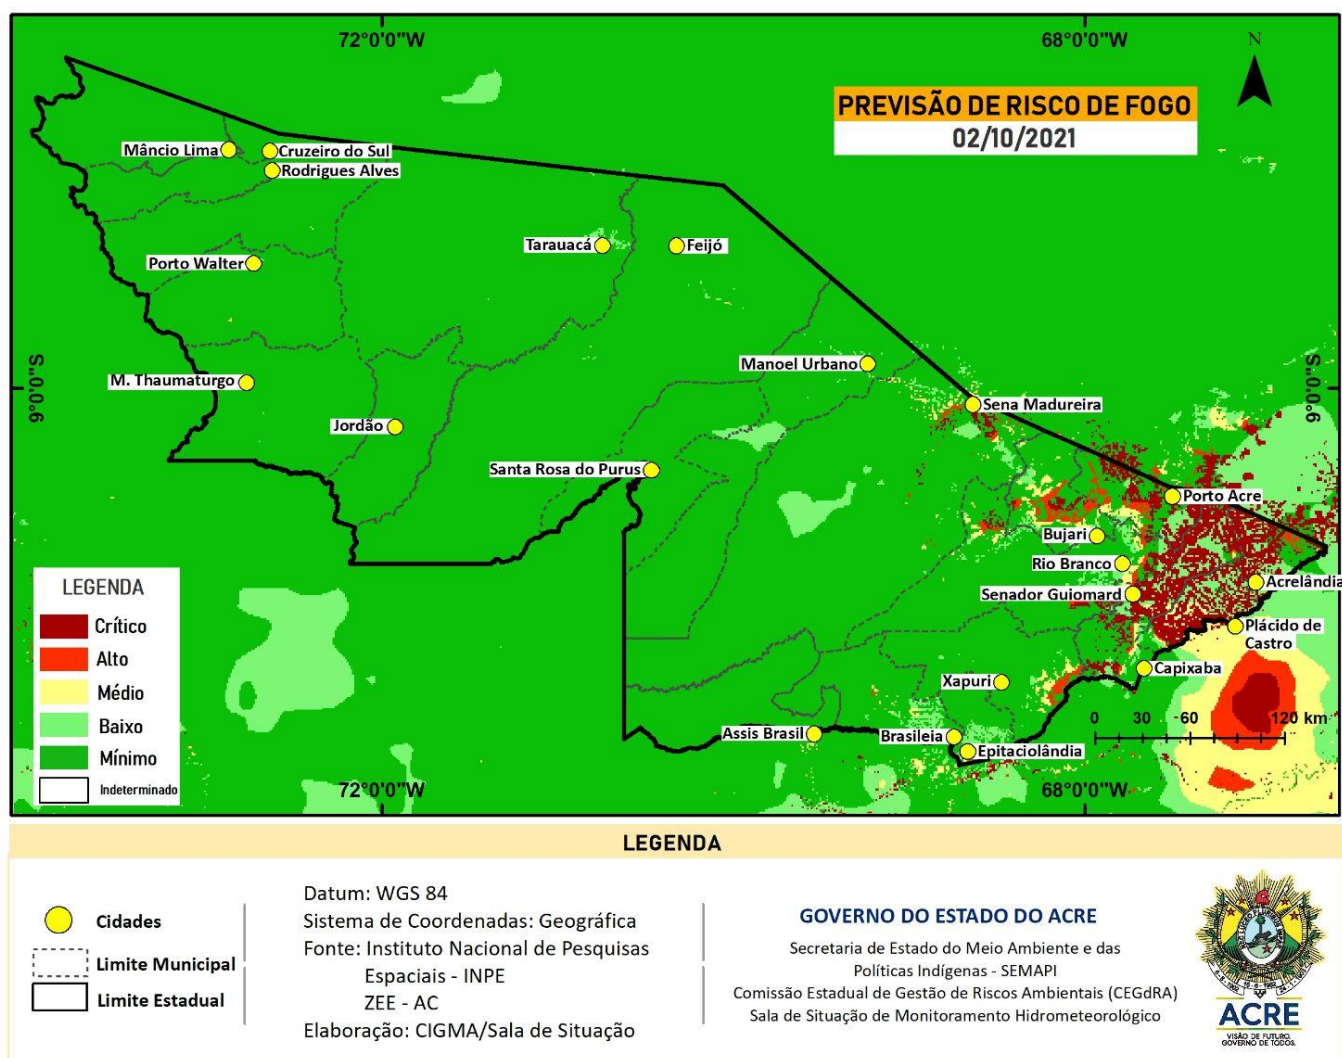 72°0'0"W
68°0'0"W
N
PREVISÃO DE RISCO DE FOGO
02/10/2021
Mâncio Lima
Cruzeiro do Sul
Rodrigues Alves
Tarauacá
Feijó
Porto Walter
Manoel Urbano
9°0'0"S
9°0'0"S
M. Thaumaturgo
Sena Madureira
Jordão
Santa Rosa do Purus
Porto Acre
Bujari
Rio Branco
Acrelândia
Senador Guiomard
Plácido de
Castro
Capixaba
Xapuri
Assis Brasil
Brasileia
Epitaciolândia
0 30 60 120 km
LEGENDA
Crítico
Alto
Médio
Baixo
Mínimo
Indeterminado
72°0'0"W
68°0'0"W
LEGENDA
Cidades
Limite Municipal
Limite Estadual
Datum: WGS 84
Sistema de Coordenadas: Geográfica
Fonte: Instituto Nacional de Pesquisas
Espaciais - INPE
ZEE - AC
Elaboração: CIGMA/Sala de Situação
GOVERNO DO ESTADO DO ACRE
Secretaria de Estado do Meio Ambiente e das
Políticas Indígenas - SEMAPI
Comissão Estadual de Gestão de Riscos Ambientais (CEGdRA)
Sala de Situação de Monitoramento Hidrometeorológico
ACRE
VISÃO DE FUTURO,
GOVERNO DE TODOS.